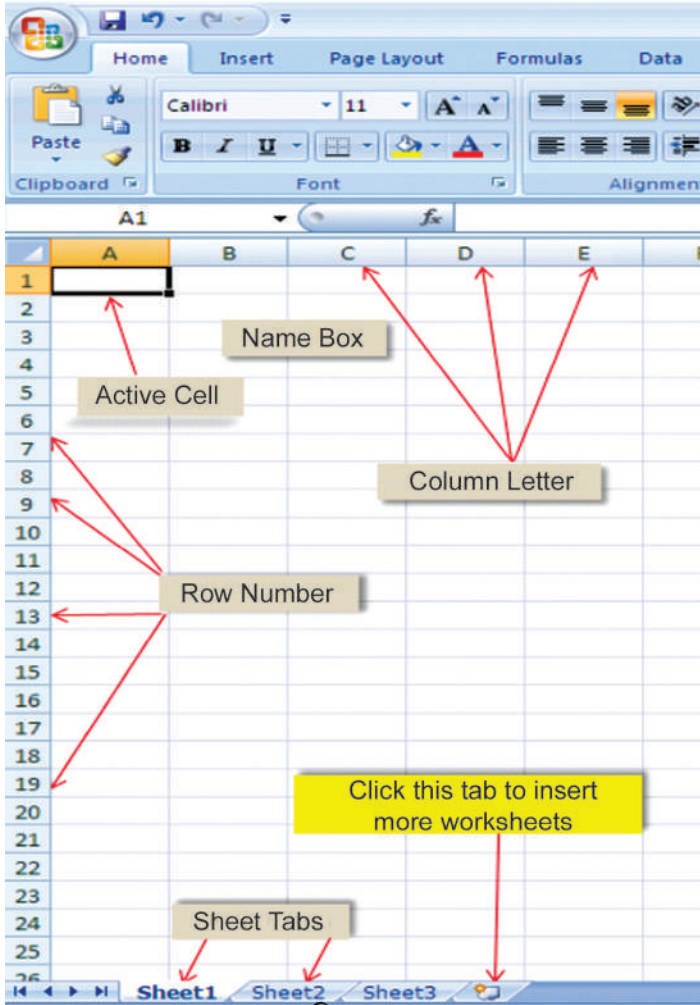 Home Insert Page Layout Formulas Data
Calibri 11 A A
Paste
B I U A
Clipboard Font Alignmen
A1 fx
A B C D E
1
2
3 Name Box
4
5 Active Cell
6
7
8 Column Letter
9
10
11
12 Row Number
13
14
15
16
17
18
19 Click this tab to insert
20 more worksheets
21
22
23
24 Sheet Tabs
25
26
Sheet1 Sheet2 Sheet3